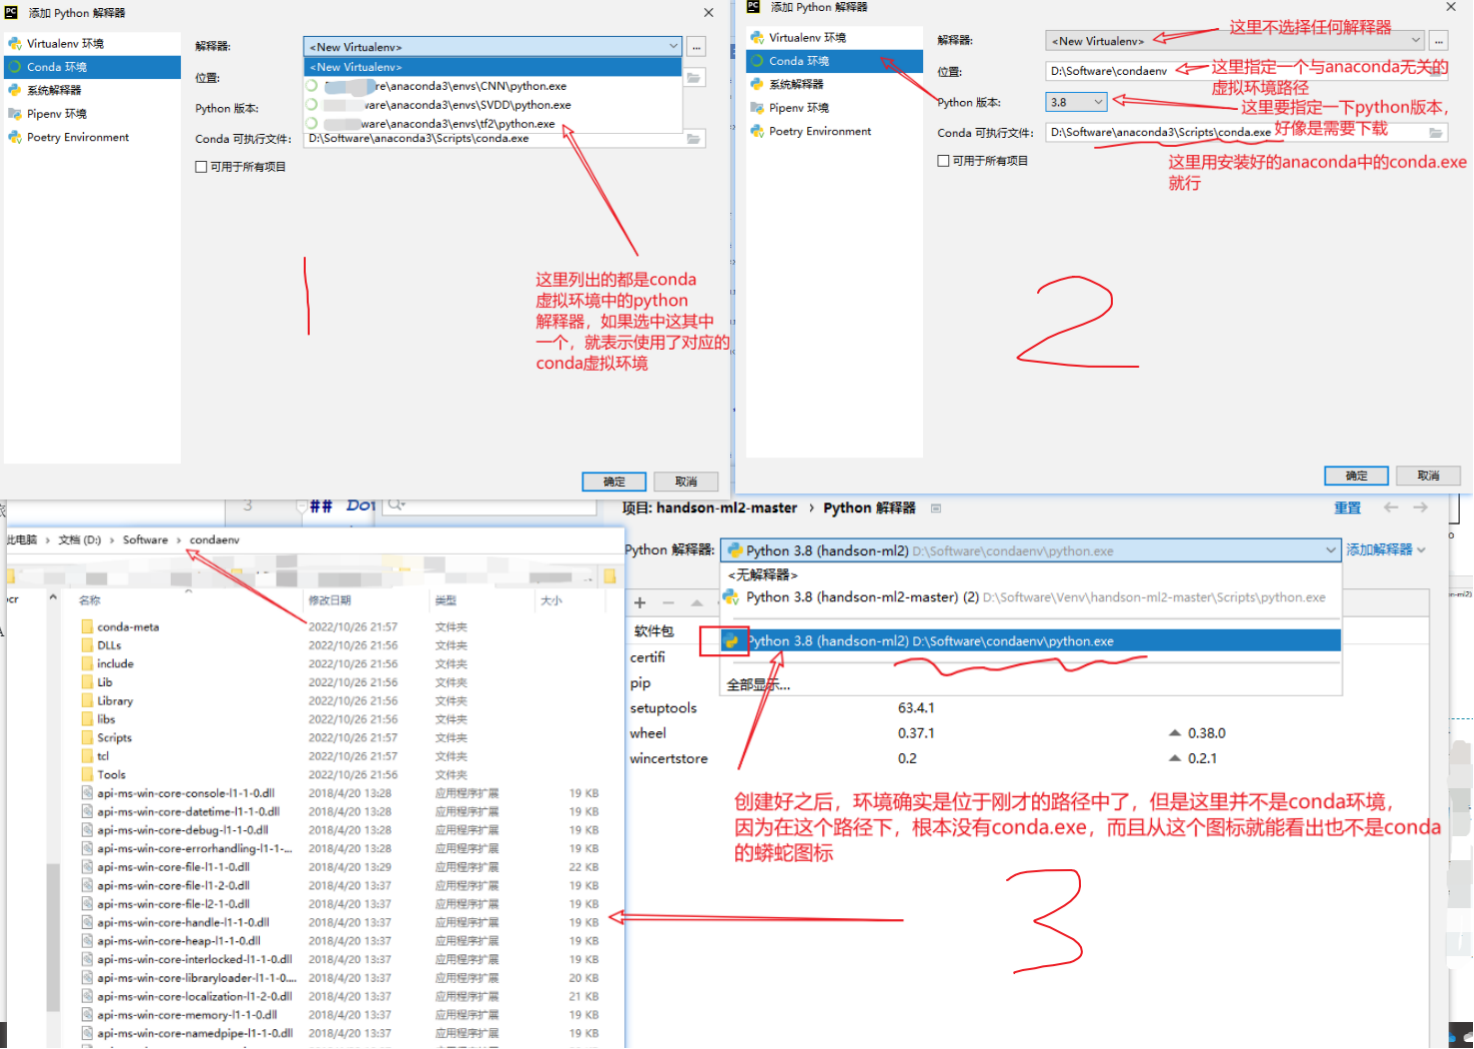 添加 Python 解释器
Virtualenv 环境
Conda 环境
系统解释器
Pipenv 环境
Poetry Environment
解释器:
<New Virtualenv>
...
<New Virtualenv>
re\anaconda3\envs\CNN\python.exe
ware\anaconda3\envs\SVDD\python.exe
ware\anaconda3\envs\tf2\python.exe
位置:
Python 版本:
Conda 可执行文件:
D:\Software\anaconda3\Scripts\conda.exe
可用于所有项目
这里列出的都是conda
虚拟环境中的python
解释器，如果选中这其中
一个，就表示使用了对应的
conda虚拟环境
1
确定
取消
添加 Python 解释器
Virtualenv 环境
Conda 环境
系统解释器
Pipenv 环境
Poetry Environment
解释器:
<New Virtualenv>
...
这里不选择任何解释器
位置:
D:\Software\condaenv
这里指定一个与anaconda无关的
虚拟环境路径
Python 版本:
3.8
这里要指定一下python版本，
好像是需要下载
Conda 可执行文件:
D:\Software\anaconda3\Scripts\conda.exe
可用于所有项目
这里用安装好的anaconda中的conda.exe
就行
2
确定
取消
3
##
项目: handson-ml2-master › Python 解释器
重置
此电脑 › 文档 (D:) › Software › condaenv
Python 解释器:
Python 3.8 (handson-ml2) D:\Software\condaenv\python.exe
添加解释器
<无解释器>
Python 3.8 (handson-ml2-master) (2) D:\Software\Venv\handson-ml2-master\Scripts\python.exe
Python 3.8 (handson-ml2) D:\Software\condaenv\python.exe
全部显示...
软件包
certifi
pip
setuptools 63.4.1
wheel 0.37.1 0.38.0
wincertstore 0.2 0.2.1
名称 修改日期 类型 大小
conda-meta 2022/10/26 21:57 文件夹
DLLs 2022/10/26 21:56 文件夹
include 2022/10/26 21:56 文件夹
Lib 2022/10/26 21:56 文件夹
Library 2022/10/26 21:56 文件夹
libs 2022/10/26 21:56 文件夹
Scripts 2022/10/26 21:57 文件夹
tcl 2022/10/26 21:56 文件夹
Tools 2022/10/26 21:56 文件夹
api-ms-win-core-console-l1-1-0.dll 2018/4/20 13:28 应用程序扩展 19 KB
api-ms-win-core-datetime-l1-1-0.dll 2018/4/20 13:28 应用程序扩展 19 KB
api-ms-win-core-debug-l1-1-0.dll 2018/4/20 13:28 应用程序扩展 19 KB
api-ms-win-core-errorhandling-l1-1-... 2018/4/20 13:28 应用程序扩展 19 KB
api-ms-win-core-file-l1-1-0.dll 2018/4/20 13:29 应用程序扩展 22 KB
api-ms-win-core-file-l1-2-0.dll 2018/4/20 13:37 应用程序扩展 19 KB
api-ms-win-core-file-l2-1-0.dll 2018/4/20 13:37 应用程序扩展 19 KB
api-ms-win-core-handle-l1-1-0.dll 2018/4/20 13:37 应用程序扩展 19 KB
api-ms-win-core-heap-l1-1-0.dll 2018/4/20 13:37 应用程序扩展 19 KB
api-ms-win-core-interlocked-l1-1-0.dll 2018/4/20 13:37 应用程序扩展 19 KB
api-ms-win-core-libraryloader-l1-1-0.... 2018/4/20 13:37 应用程序扩展 20 KB
api-ms-win-core-localization-l1-2-0.dll 2018/4/20 13:37 应用程序扩展 21 KB
api-ms-win-core-memory-l1-1-0.dll 2018/4/20 13:37 应用程序扩展 19 KB
api-ms-win-core-namedpipe-l1-1-0.dll 2018/4/20 13:37 应用程序扩展 19 KB
创建好之后，环境确实是位于刚才的路径中了，但是这里并不是conda环境，
因为在这个路径下，根本没有conda.exe，而且从这个图标就能看出也不是conda
的蟒蛇图标
3